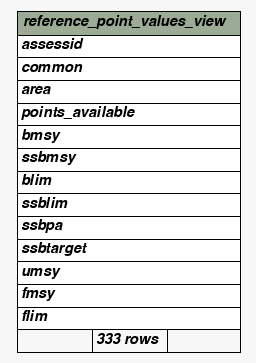 reference_point_values_view
assessid
common
area
points_available
bmsy
ssbmsy
blim
ssblim
ssbpa
ssbtarget
umsy
fmsy
flim
333 rows